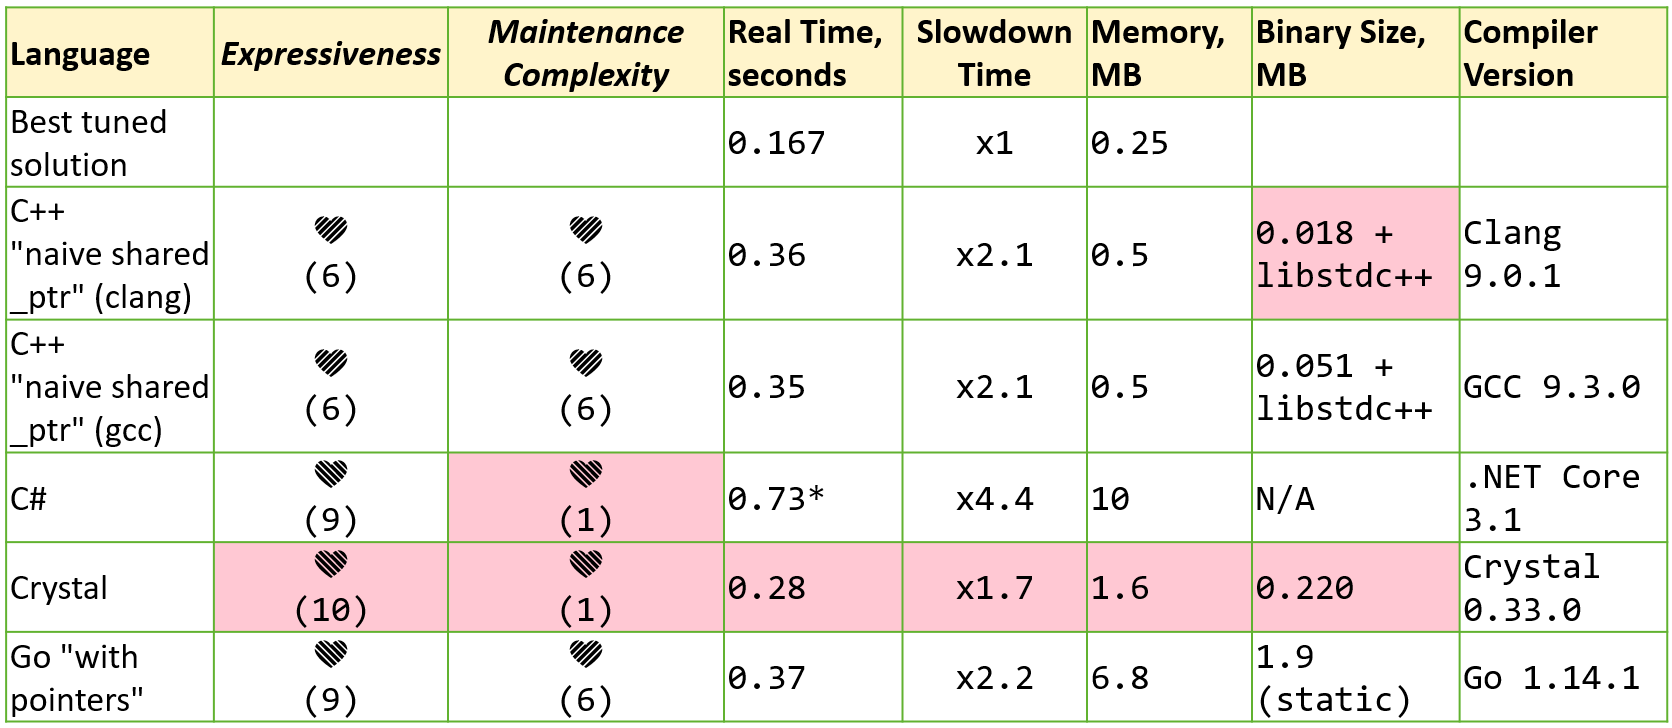 Language Expressiveness Maintenance Complexity Real Time, seconds Slowdown Time Memory, MB Binary Size, MB Compiler Version
Best tuned solution 0.167 x1 0.25
C++ "naive shared _ptr" (clang) (6) (6) 0.36 x2.1 0.5 0.018 + libstdc++ Clang 9.0.1
C++ "naive shared _ptr" (gcc) (6) (6) 0.35 x2.1 0.5 0.051 + libstdc++ GCC 9.3.0
C# (9) (1) 0.73* x4.4 10 N/A .NET Core 3.1
Crystal (10) (1) 0.28 x1.7 1.6 0.220 Crystal 0.33.0
Go "with pointers" (9) (6) 0.37 x2.2 6.8 1.9 (static) Go 1.14.1